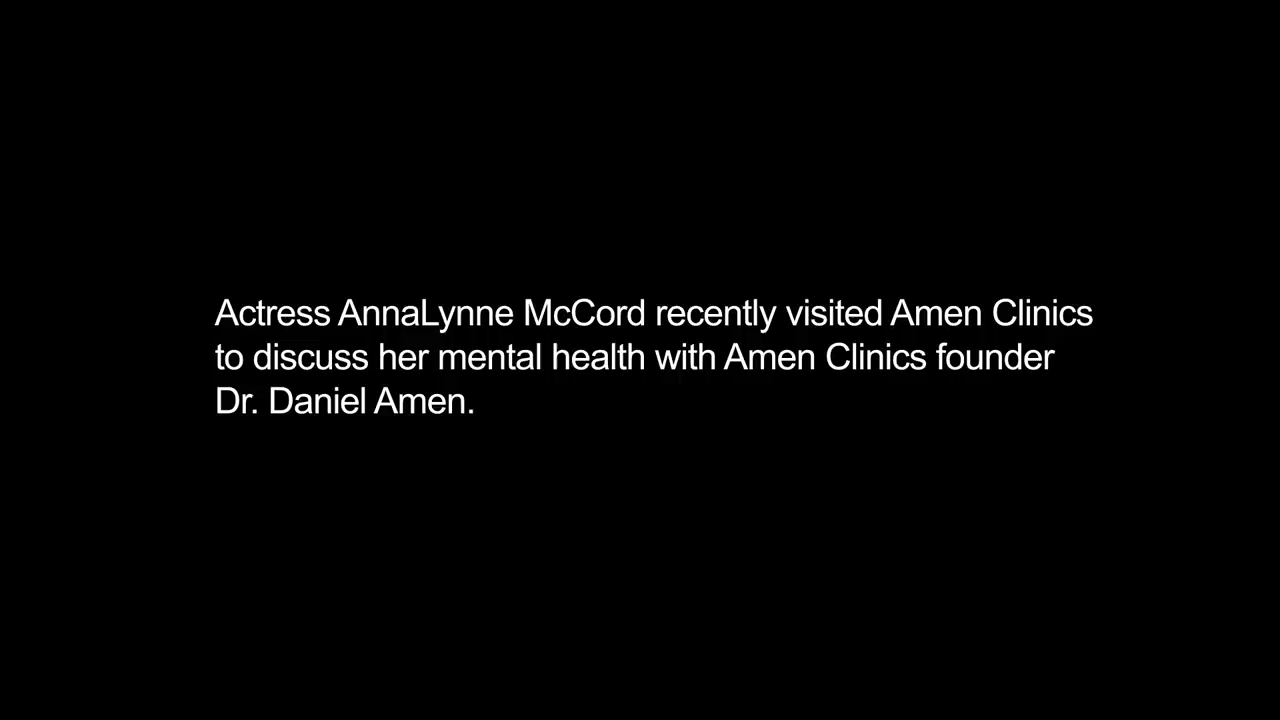 Actress AnnaLynne McCord recently visited Amen Clinics
to discuss her mental health with Amen Clinics founder
Dr. Daniel Amen.